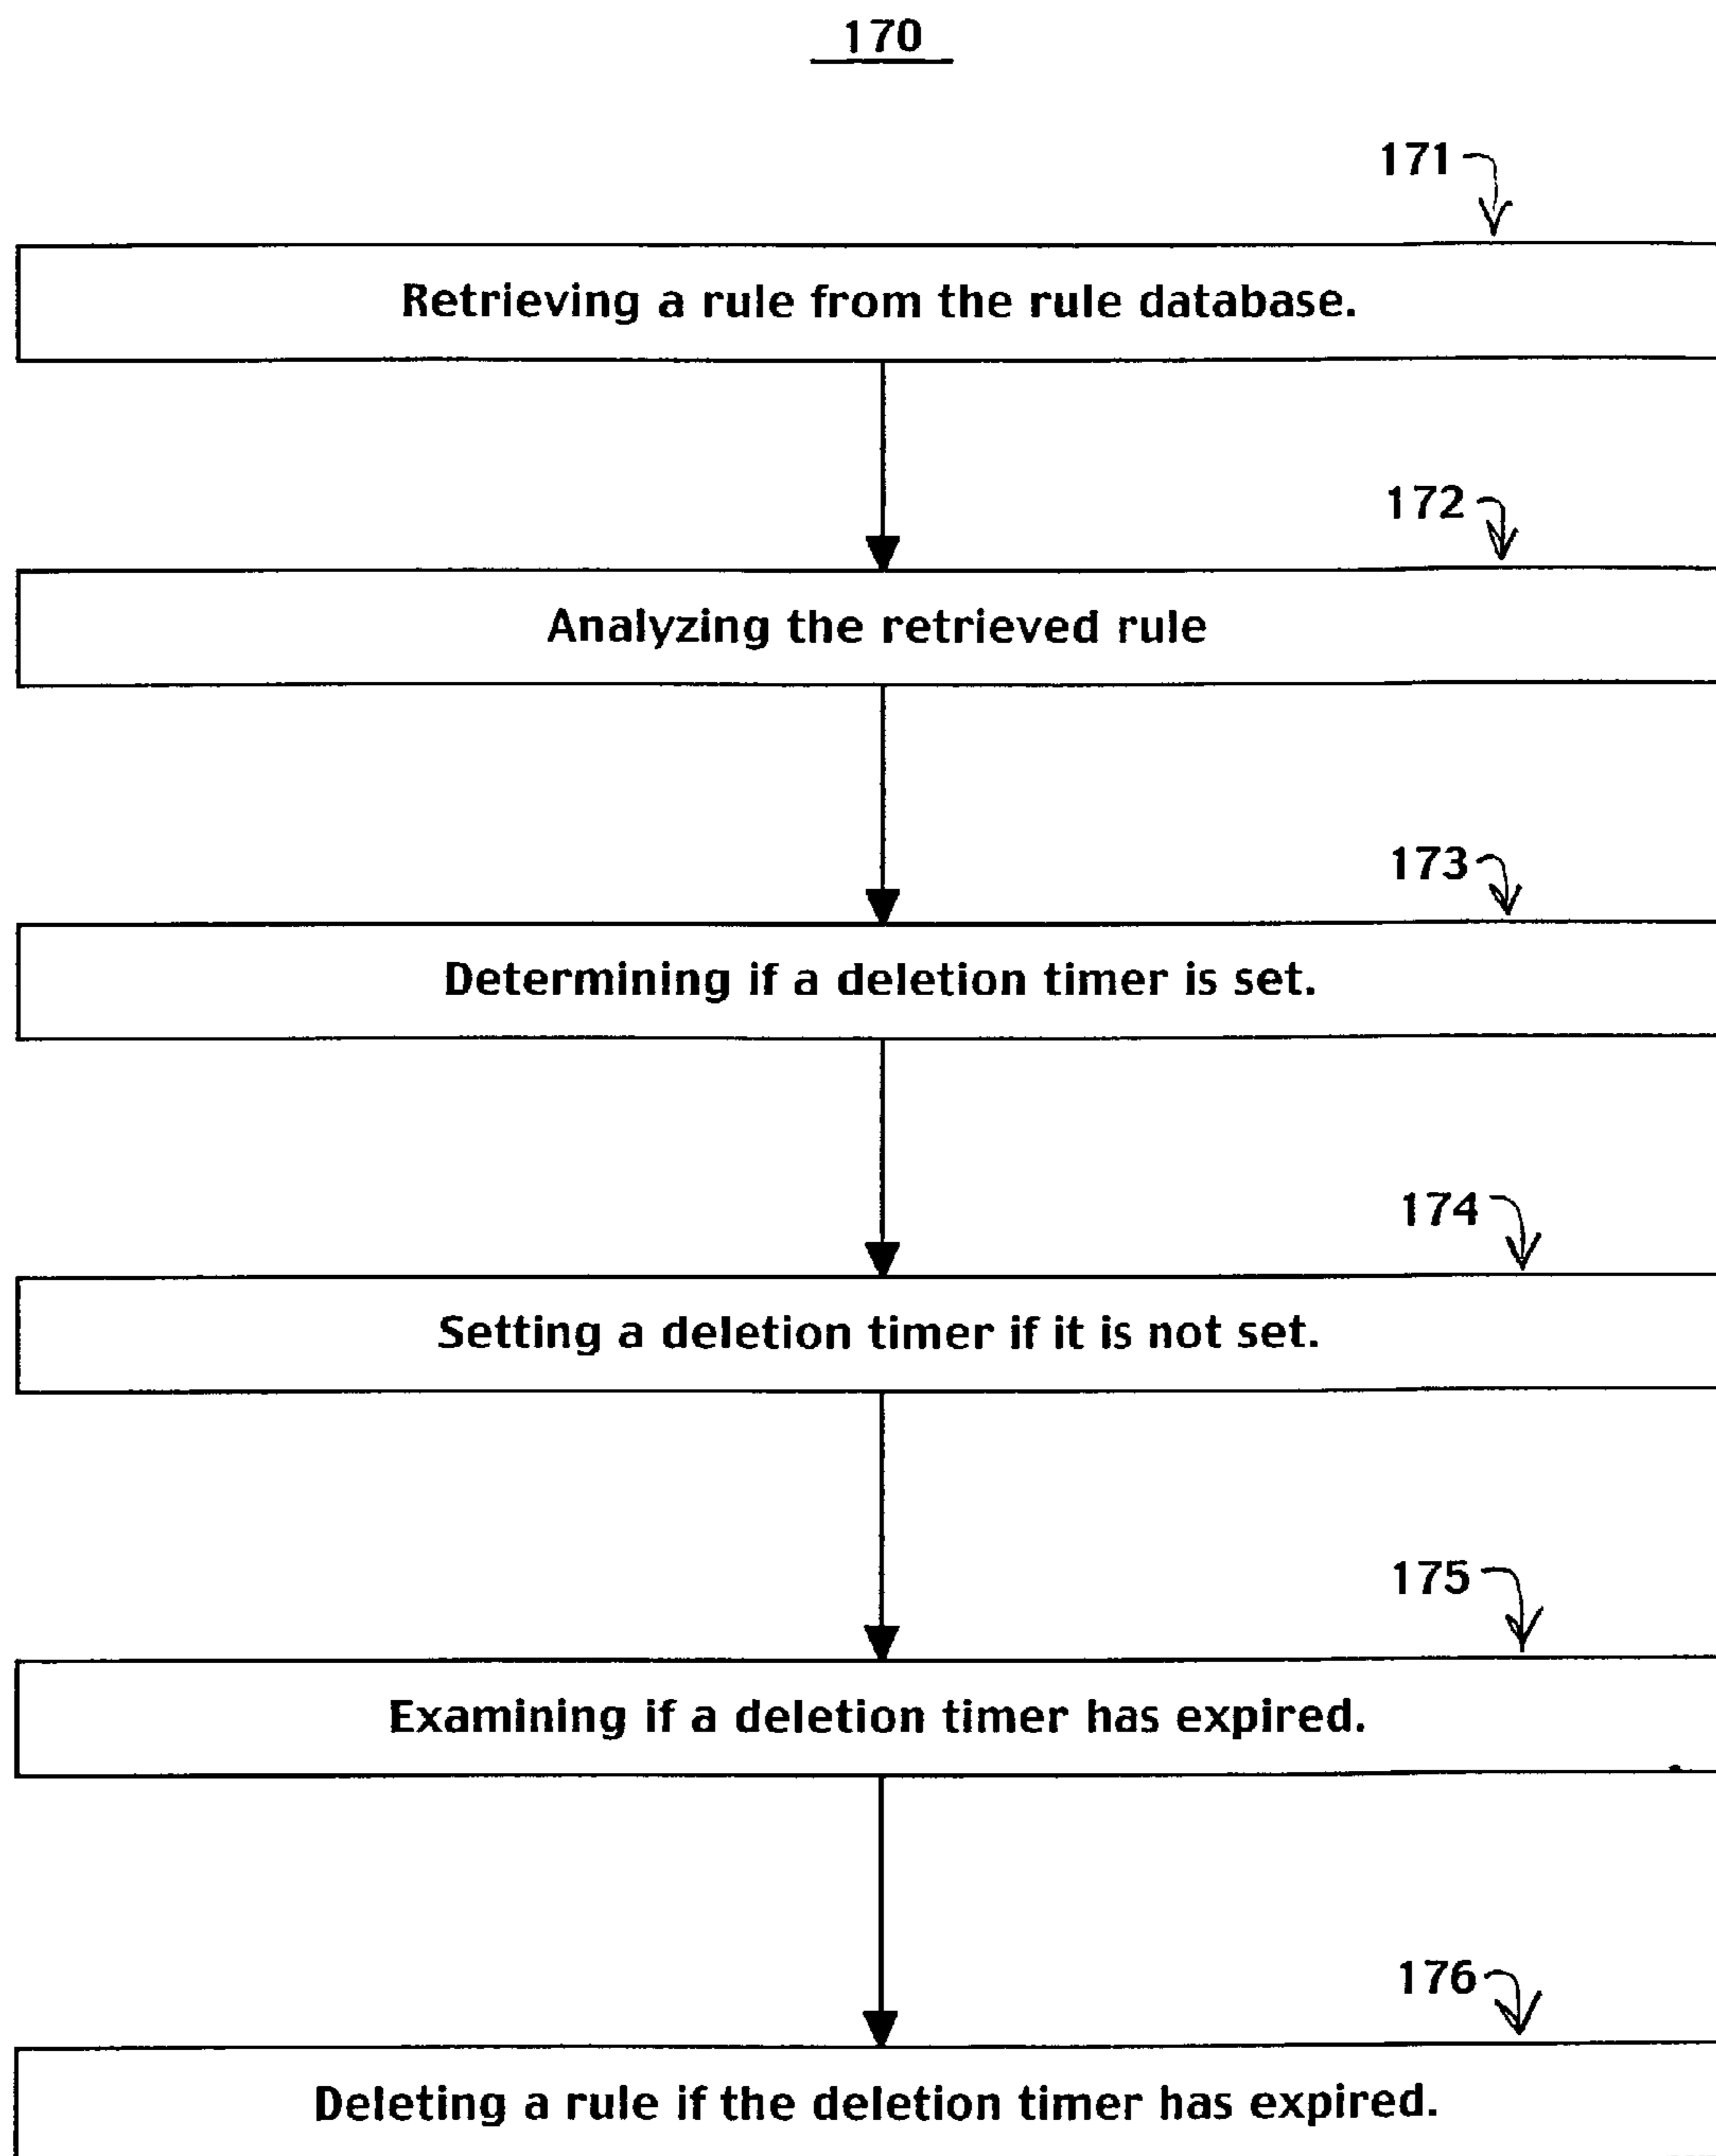 170
171
Retrieving a rule from the rule database.
172
Analyzing the retrieved rule
173
Determining if a deletion timer is set.
174
Setting a deletion timer if it is not set.
175
Examining if a deletion timer has expired.
176
Deleting a rule if the deletion timer has expired.